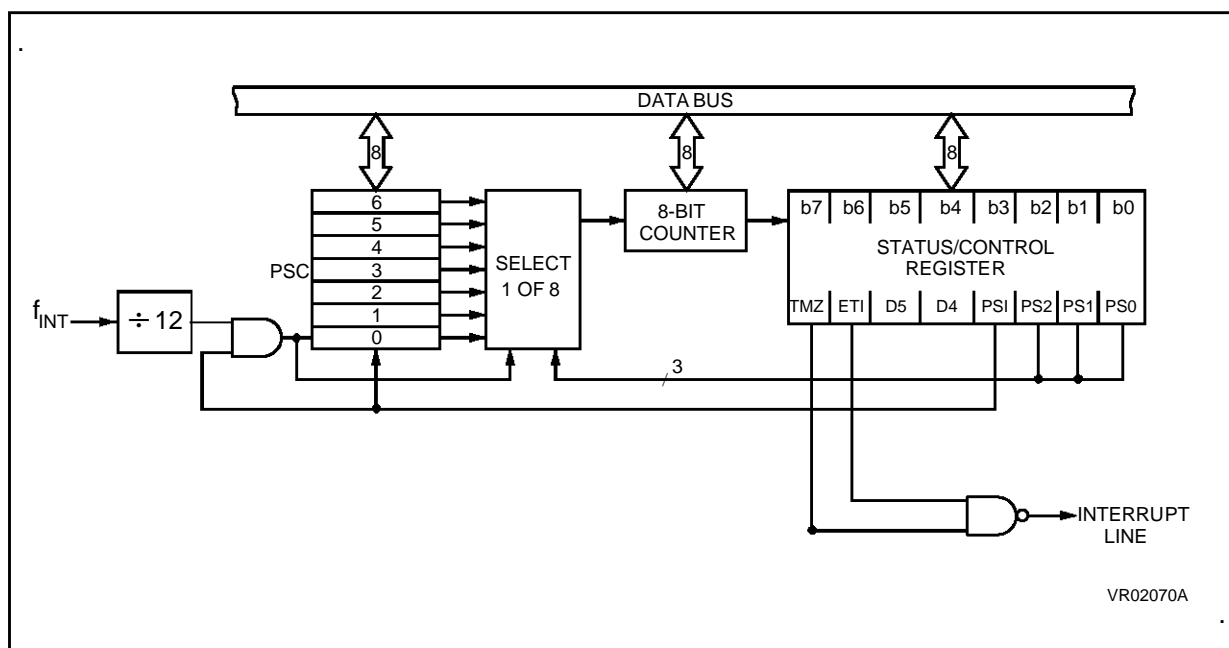 DATA BUS
8
8
8
6
5
4
3
2
1
0
PSC
SELECT
1 OF 8
8-BIT
COUNTER
b7 b6 b5 b4 b3 b2 b1 b0
STATUS/CONTROL
REGISTER
TMZ ETI D5 D4 PSI PS2 PS1 PS0
fINT
÷ 12
3
INTERRUPT
LINE
VR02070A